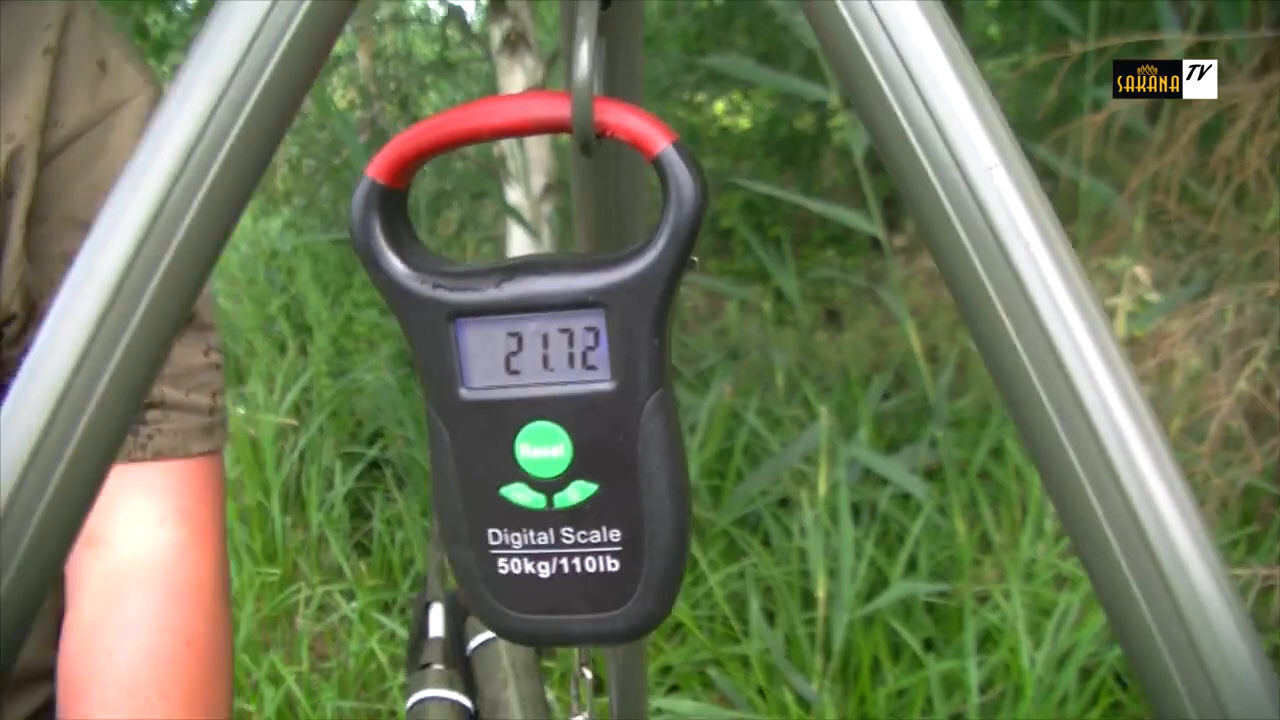 SAKANA TV
21.72
Reset
Digital Scale
50kg/110lb